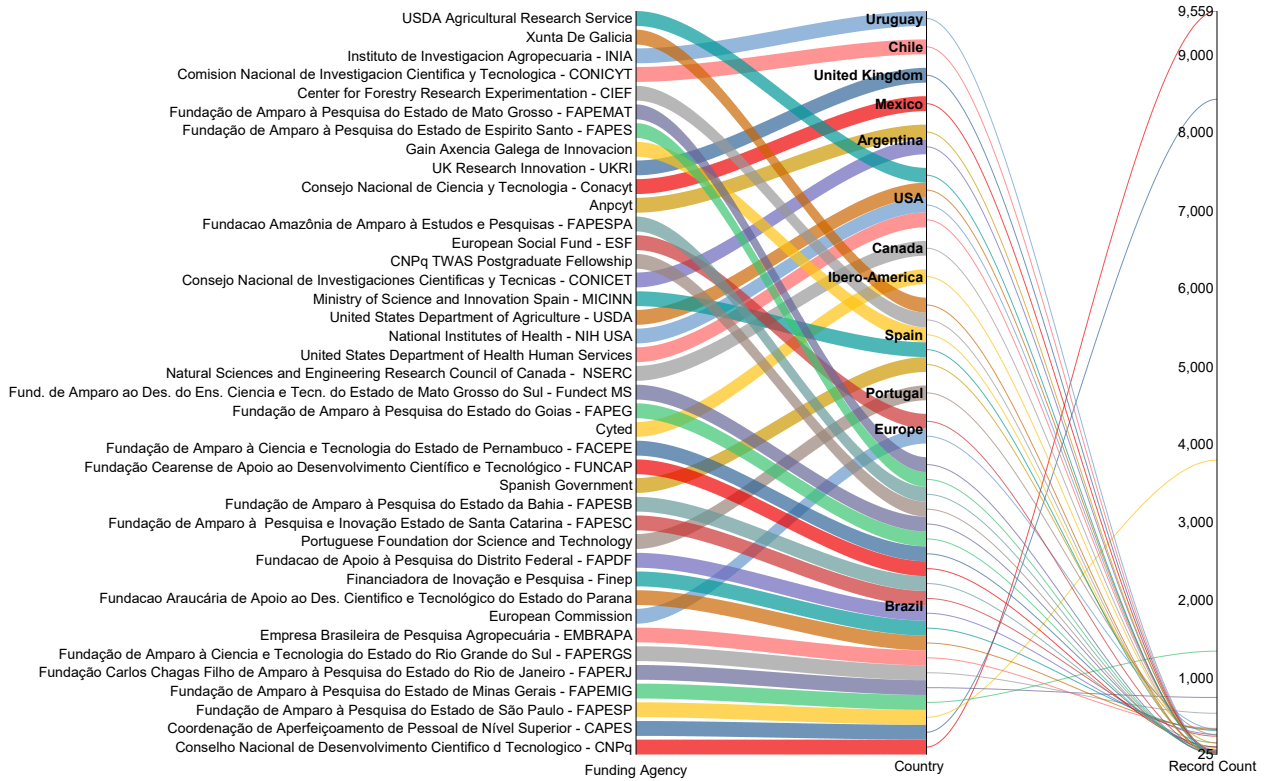 USDA Agricultural Research Service
Xunta De Galicia
Instituto de Investigacion Agropecuaria - INIA
Comision Nacional de Investigacion Cientifica y Tecnologica - CONICYT
Center for Forestry Research Experimentation - CIEF
Fundação de Amparo à Pesquisa do Estado de Mato Grosso - FAPEMAT
Fundação de Amparo à Pesquisa do Estado de Espirito Santo - FAPES
Gain Axencia Galega de Innovacion
UK Research Innovation - UKRI
Consejo Nacional de Ciencia y Tecnologia - Conacyt
Anpcyt
Fundacao Amazônia de Amparo à Estudos e Pesquisas - FAPESPA
European Social Fund - ESF
CNPq TWAS Postgraduate Fellowship
Consejo Nacional de Investigaciones Cientificas y Tecnicas - CONICET
Ministry of Science and Innovation Spain - MICINN
United States Department of Agriculture - USDA
National Institutes of Health - NIH USA
United States Department of Health Human Services
Natural Sciences and Engineering Research Council of Canada - NSERC
Fund. de Amparo ao Des. do Ens. Ciencia e Tecn. do Estado de Mato Grosso do Sul - Fundect MS
Fundação de Amparo à Pesquisa do Estado do Goias - FAPEG
Cyted
Fundação de Amparo à Ciencia e Tecnologia do Estado de Pernambuco - FACEPE
Fundação Cearense de Apoio ao Desenvolvimento Científico e Tecnológico - FUNCAP
Spanish Government
Fundação de Amparo à Pesquisa do Estado da Bahia - FAPESB
Fundação de Amparo à Pesquisa e Inovação Estado de Santa Catarina - FAPESC
Portuguese Foundation dor Science and Technology
Fundacao de Apoio à Pesquisa do Distrito Federal - FAPDF
Financiadora de Inovação e Pesquisa - Finep
Fundacao Araucária de Apoio ao Des. Cientifico e Tecnológico do Estado do Parana
European Commission
Empresa Brasileira de Pesquisa Agropecuária - EMBRAPA
Fundação de Amparo à Ciencia e Tecnologia do Estado do Rio Grande do Sul - FAPERGS
Fundação Carlos Chagas Filho de Amparo à Pesquisa do Estado do Rio de Janeiro - FAPERJ
Fundação de Amparo à Pesquisa do Estado de Minas Gerais - FAPEMIG
Fundação de Amparo à Pesquisa do Estado de São Paulo - FAPESP
Coordenação de Aperfeiçoamento de Pessoal de Nível Superior - CAPES
Conselho Nacional de Desenvolvimento Cientifico d Tecnologico - CNPq
Funding Agency
Uruguay
Chile
United Kingdom
Mexico
Argentina
USA
Canada
Ibero-America
Spain
Portugal
Europe
Brazil
Country
9,559
9,000
8,000
7,000
6,000
5,000
4,000
3,000
2,000
1,000
25
Record Count